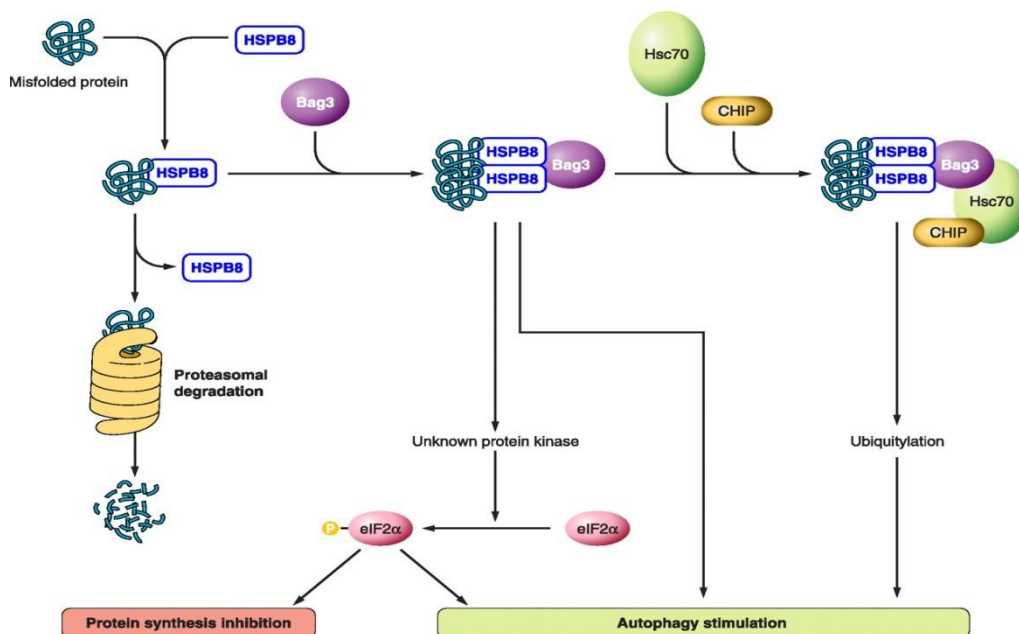 Misfolded protein
HSPB8
Bag3
Hsc70
CHIP
HSPB8
HSPB8
HSPB8
Bag3
HSPB8
HSPB8
Bag3
Hsc70
CHIP
HSPB8
Proteasomal
degradation
Unknown protein kinase
Ubiquitylation
P
eIF2α
eIF2α
Protein synthesis inhibition
Autophagy stimulation